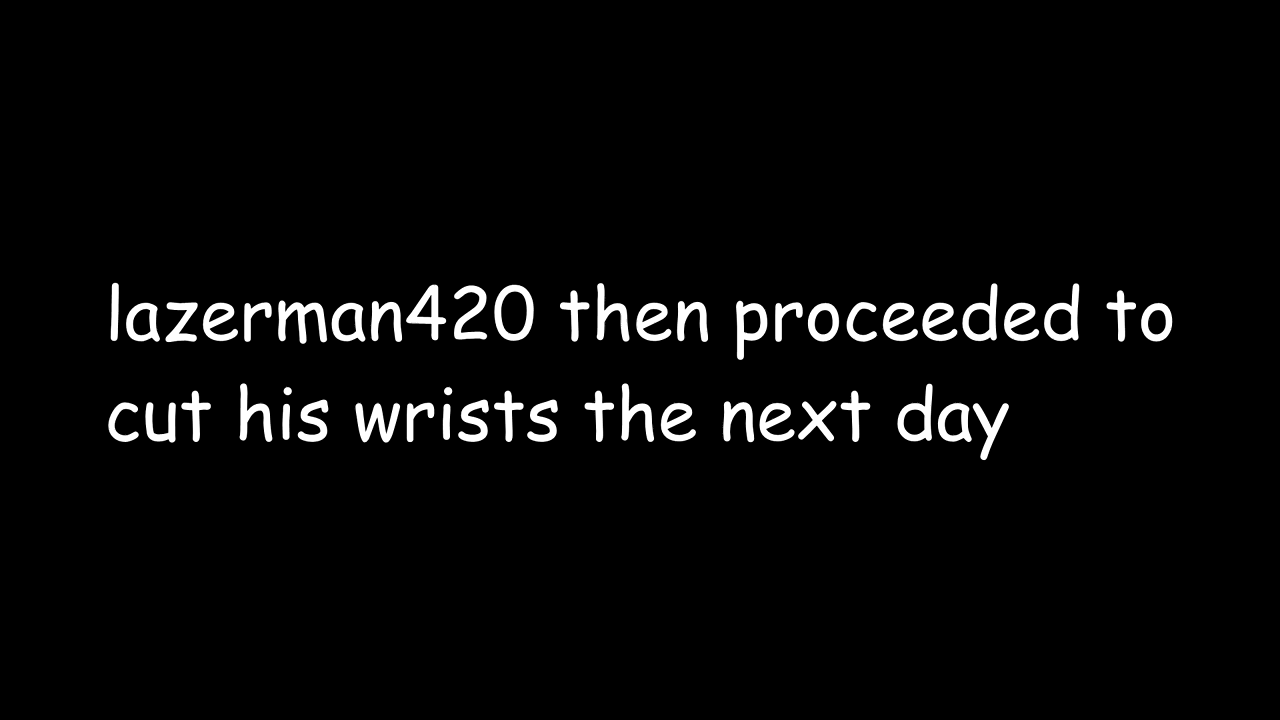 lazerman420 then proceeded to
cut his wrists the next day